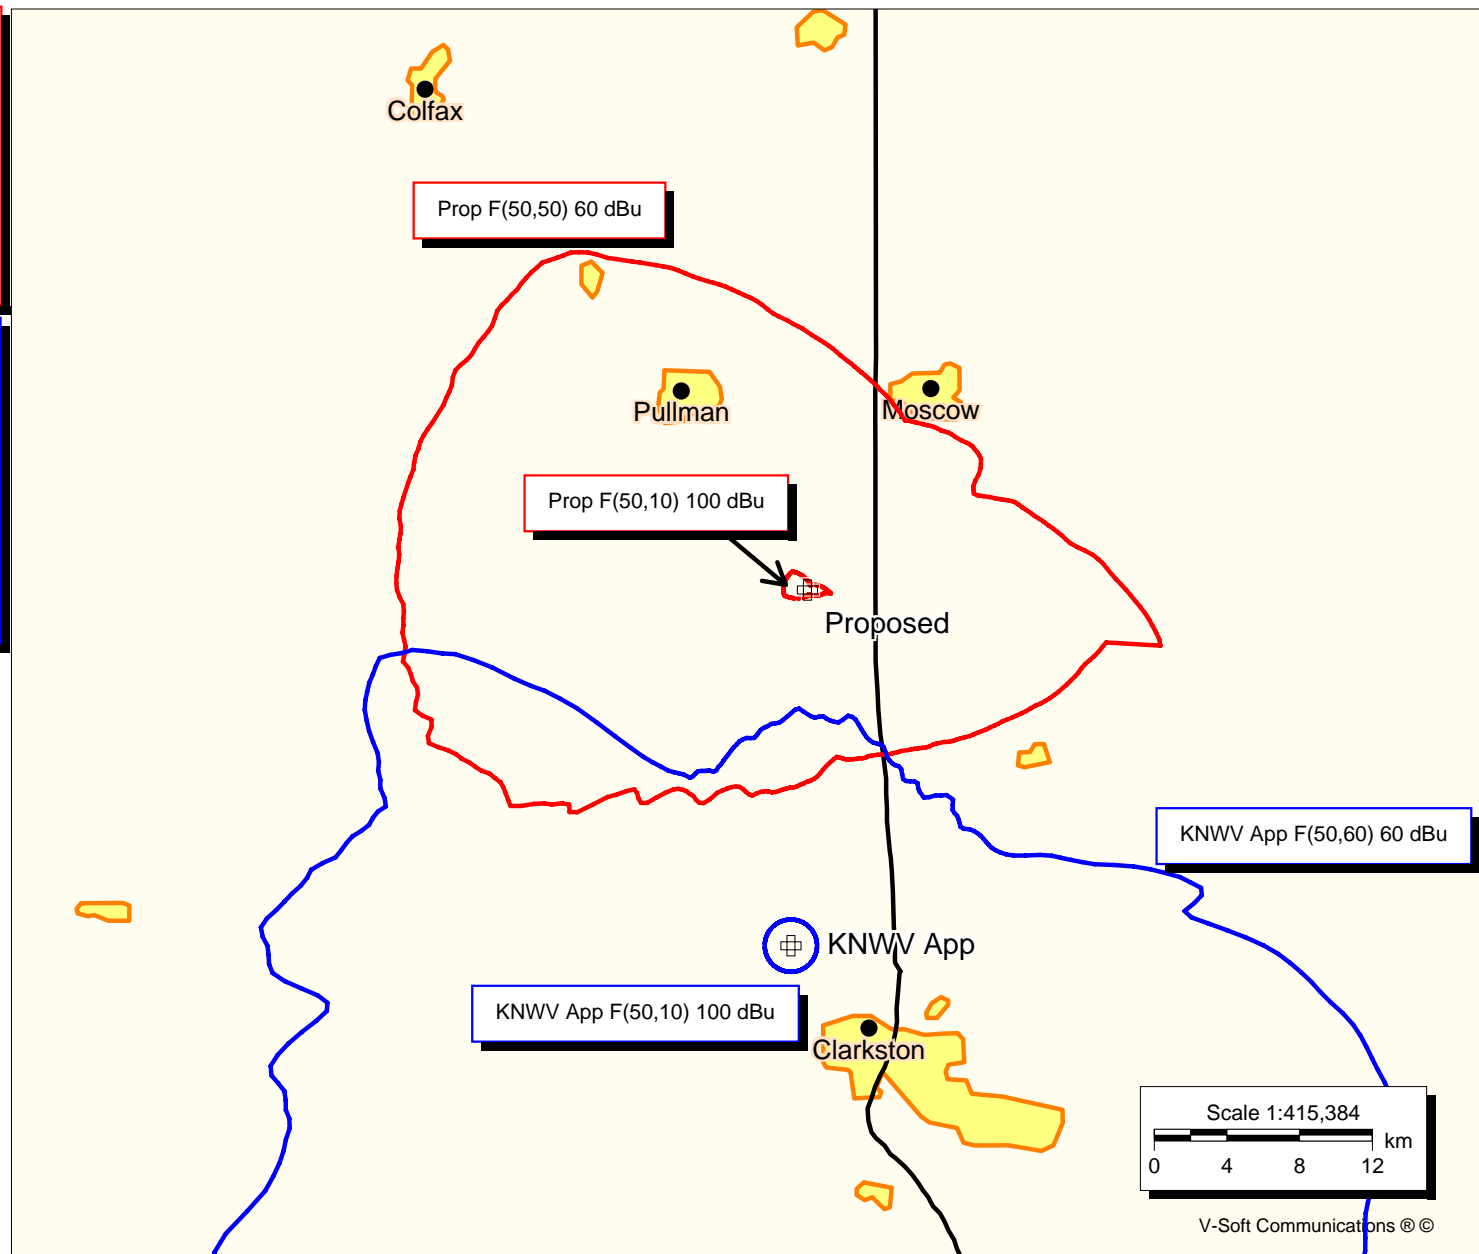 Colfax
Prop F(50,50) 60 dBu
Pullman
Moscow
Prop F(50,10) 100 dBu
Proposed
KNWV App F(50,60) 60 dBu
KNWV App
KNWV App F(50,10) 100 dBu
Clarkston
Scale 1:415,384
km
0 4 8 12
V-Soft Communications ® ©